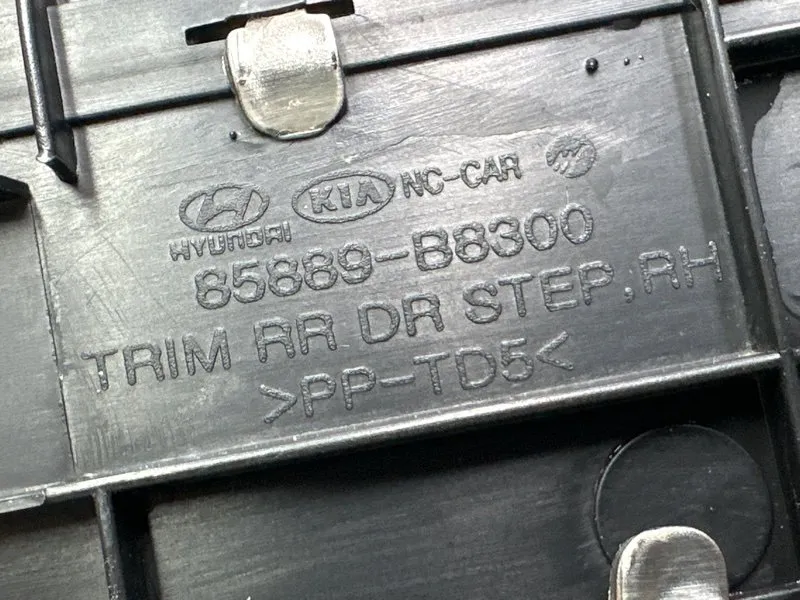 HYUNDAI KIA NC-CAR
85889-B8300
TRIM RR DR STEP,RH
>PP-TD5<